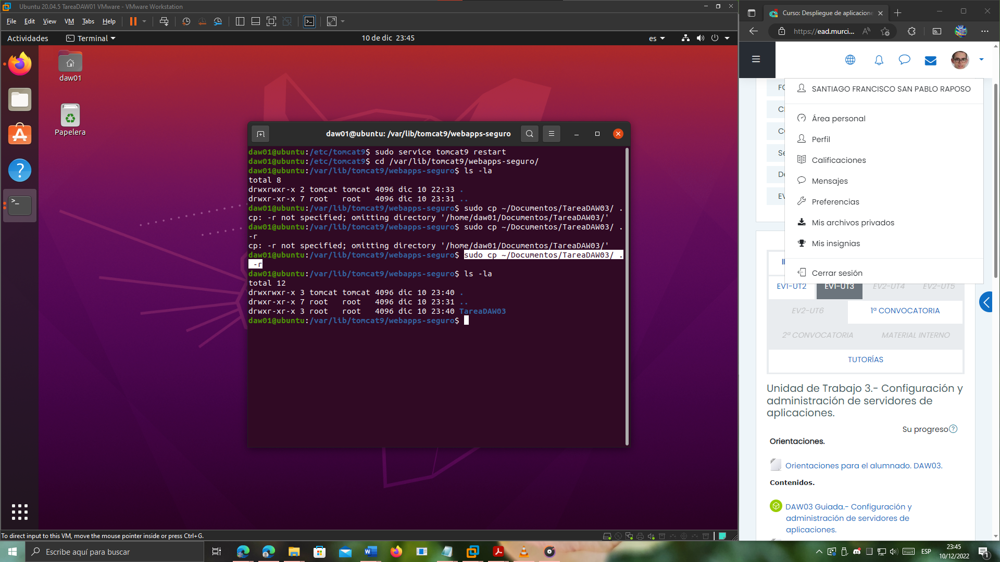 Ubuntu 20.04.5 TareaDAW01 VMware - VMware Workstation
File Edit View VM Tabs Help
Actividades
Terminal
10 de dic 23:45
es
daw01
Papelera
daw01@ubuntu: /var/lib/tomcat9/webapps-seguro
daw01@ubuntu:/etc/tomcat9$ sudo service tomcat9 restart
daw01@ubuntu:/etc/tomcat9$ cd /var/lib/tomcat9/webapps-seguro/
daw01@ubuntu:/var/lib/tomcat9/webapps-seguro$ ls -la
total 8
drwxrwxr-x 2 tomcat tomcat 4096 dic 10 22:33 .
drwxr-xr-x 7 root   root   4096 dic 10 23:31 ..
daw01@ubuntu:/var/lib/tomcat9/webapps-seguro$ sudo cp ~/Documentos/TareaDAW03/ .
cp: -r not specified; omitting directory '/home/daw01/Documentos/TareaDAW03/'
daw01@ubuntu:/var/lib/tomcat9/webapps-seguro$ sudo cp ~/Documentos/TareaDAW03/ .
-r
cp: -r not specified; omitting directory '/home/daw01/Documentos/TareaDAW03/'
daw01@ubuntu:/var/lib/tomcat9/webapps-seguro$ sudo cp ~/Documentos/TareaDAW03/ .
 -r
daw01@ubuntu:/var/lib/tomcat9/webapps-seguro$ ls -la
total 12
drwxrwxr-x 3 tomcat tomcat 4096 dic 10 23:40 .
drwxr-xr-x 7 root   root   4096 dic 10 23:31 ..
drwxr-xr-x 3 root   root   4096 dic 10 23:40 TareaDAW03
daw01@ubuntu:/var/lib/tomcat9/webapps-seguro$
To direct input to this VM, move the mouse pointer inside or press Ctrl+G.
Curso: Despliegue de aplicacione
https://ead.murci...
SANTIAGO FRANCISCO SAN PABLO RAPOSO
Área personal
Perfil
Calificaciones
Mensajes
Preferencias
Mis archivos privados
Mis insignias
Cerrar sesión
EV1-UT2 EV1-UT3 EV2-UT4 EV2-UT5
EV2-UT6 1ª CONVOCATORIA
2ª CONVOCATORIA MATERIAL INTERNO
TUTORÍAS
Unidad de Trabajo 3.- Configuración y
administración de servidores de
aplicaciones.
Su progreso
Orientaciones.
Orientaciones para el alumnado. DAW03.
Contenidos.
DAW03 Guiada.- Configuración y
administración de servidores de
aplicaciones.
Escribe aquí para buscar
ESP
23:45
10/12/2022
1